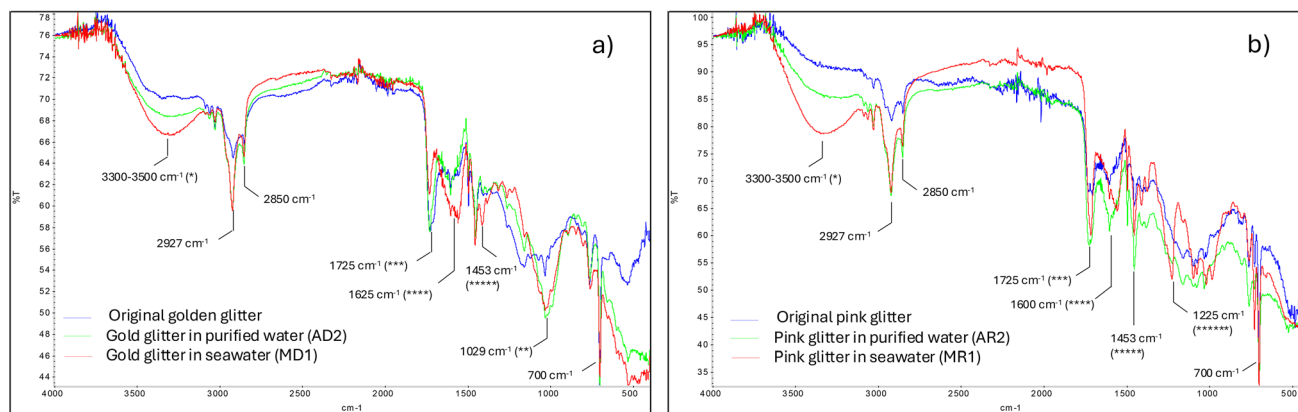 a)
%T
78
76
74
72
70
68
66
64
62
60
58
56
54
52
50
48
46
44
3300-3500 cm⁻¹ (*)
2927 cm⁻¹
2850 cm⁻¹
1725 cm⁻¹ (***)
1625 cm⁻¹ (****)
1453 cm⁻¹
(*****)
1029 cm⁻¹ (**)
700 cm⁻¹
Original golden glitter
Gold glitter in purified water (AD2)
Gold glitter in seawater (MD1)
4000
3500
3000
2500
2000
1500
1000
500
cm-1
b)
%T
100
95
90
85
80
75
70
65
60
55
50
45
40
35
3300-3500 cm⁻¹ (*)
2927 cm⁻¹
2850 cm⁻¹
1725 cm⁻¹ (***)
1600 cm⁻¹ (****)
1453 cm⁻¹
(*****)
1225 cm⁻¹
(******)
700 cm⁻¹
Original pink glitter
Pink glitter in purified water (AR2)
Pink glitter in seawater (MR1)
4000
3500
3000
2500
2000
1500
1000
500
cm-1